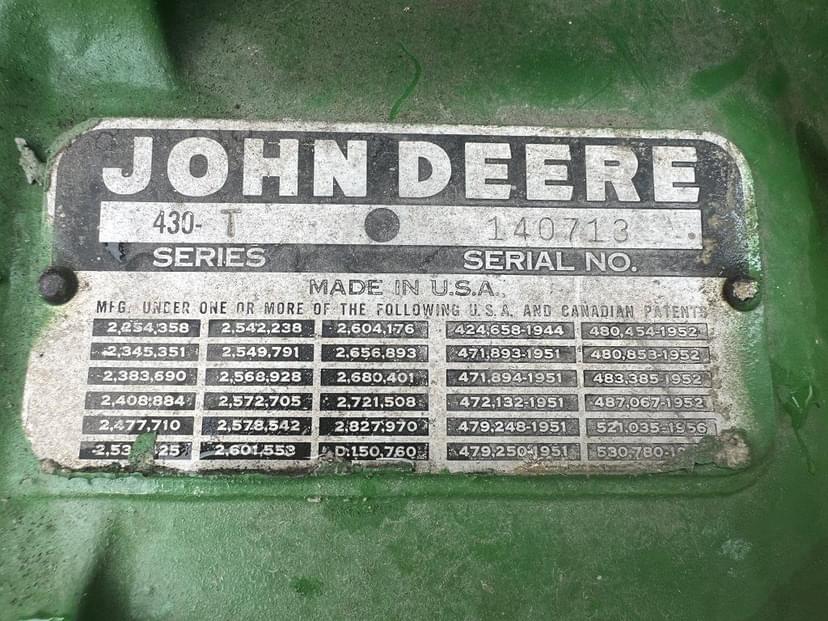 JOHN DEERE
430- T 140713
SERIES SERIAL NO.
MADE IN U.S.A.
MFG. UNDER ONE OR MORE OF THE FOLLOWING U.S.A. AND CANADIAN PATENTS
2,254,358 2,542,238 2,604,176 424,658-1944 480,454-1952
2,345,351 2,549,791 2,656,893 471,893-1951 480,853-1952
2,383,690 2,568,928 2,680,401 471,894-1951 483,385-1952
2,408,884 2,572,705 2,721,508 472,132-1951 487,067-1952
2,477,710 2,578,542 2,827,970 479,248-1951 521,035-1956
2,601,553 D.150,760 479,250-1951